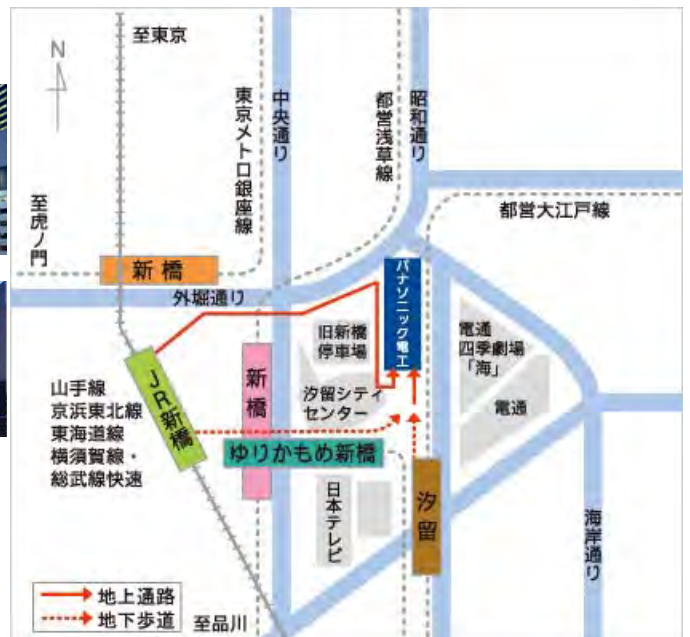 至東京
N
東京メトロ銀座線
中央通り
都営浅草線
昭和通り
至虎ノ門
都営大江戸線
新橋
外堀通り
パナソニック電工
旧新橋
停車場
電通
四季劇場
「海」
JR新橋
新橋
汐留シティ
センター
電通
山手線
京浜東北線
東海道線
横須賀線・
総武線快速
ゆりかもめ新橋
汐留
日本テレビ
海岸通り
地上通路
地下歩道
至品川